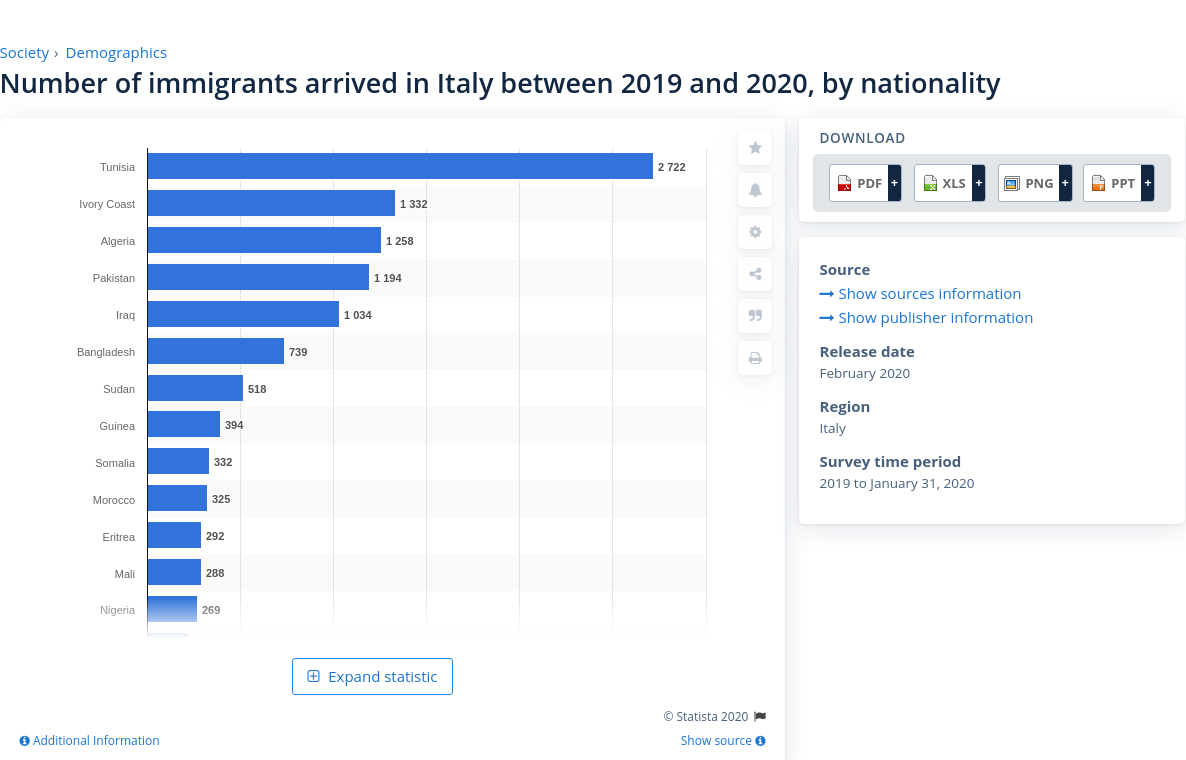 Society › Demographics
Number of immigrants arrived in Italy between 2019 and 2020, by nationality
Tunisia 2 722
Ivory Coast 1 332
Algeria 1 258
Pakistan 1 194
Iraq 1 034
Bangladesh 739
Sudan 518
Guinea 394
Somalia 332
Morocco 325
Eritrea 292
Mali 288
Nigeria 269
Expand statistic
© Statista 2020
Additional Information
Show source
DOWNLOAD
PDF + XLS + PNG + PPT +
Source
Show sources information
Show publisher information
Release date
February 2020
Region
Italy
Survey time period
2019 to January 31, 2020